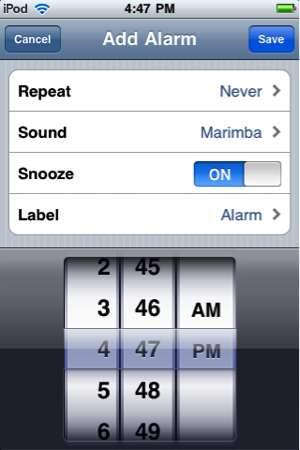 iPod 4:47 PM
Cancel Add Alarm Save
Repeat Never
Sound Marimba
Snooze ON
Label Alarm
2 45
3 46 AM
4 47 PM
5 48
6 49